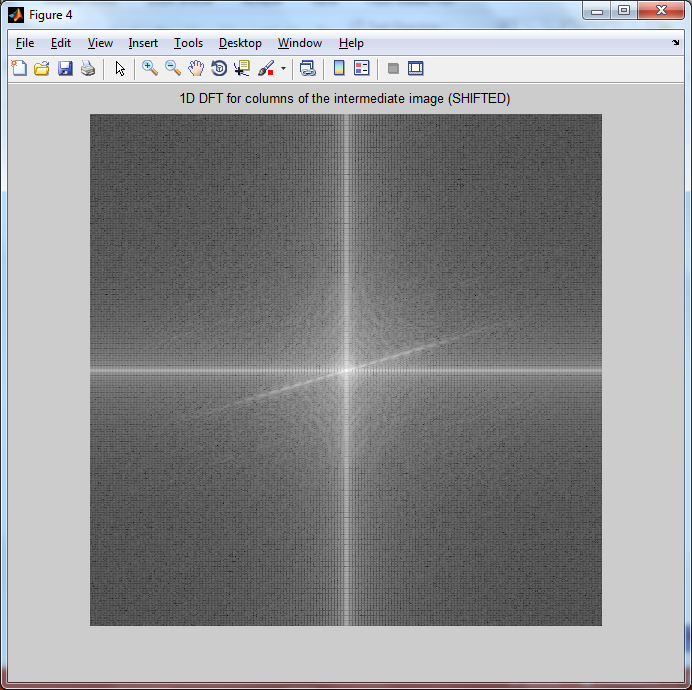 Figure 4
File Edit View Insert Tools Desktop Window Help
1D DFT for columns of the intermediate image (SHIFTED)